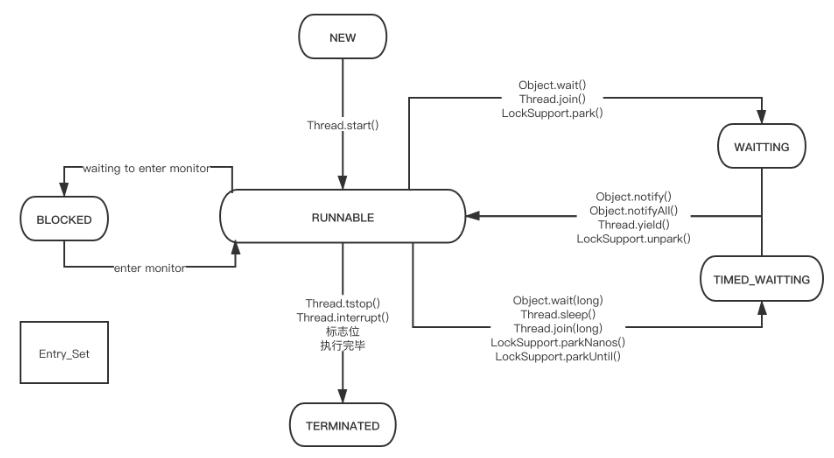 NEW
Object.wait()
Thread.join()
LockSupport.park()
Thread.start()
WAITTING
waiting to enter monitor
BLOCKED
RUNNABLE
Object.notify()
Object.notifyAll()
Thread.yield()
LockSupport.unpark()
enter monitor
TIMED_WAITTING
Thread.tstop()
Thread.interrupt()
标志位
执行完毕
Object.wait(long)
Thread.sleep()
Thread.join(long)
LockSupport.parkNanos()
LockSupport.parkUntil()
Entry_Set
TERMINATED